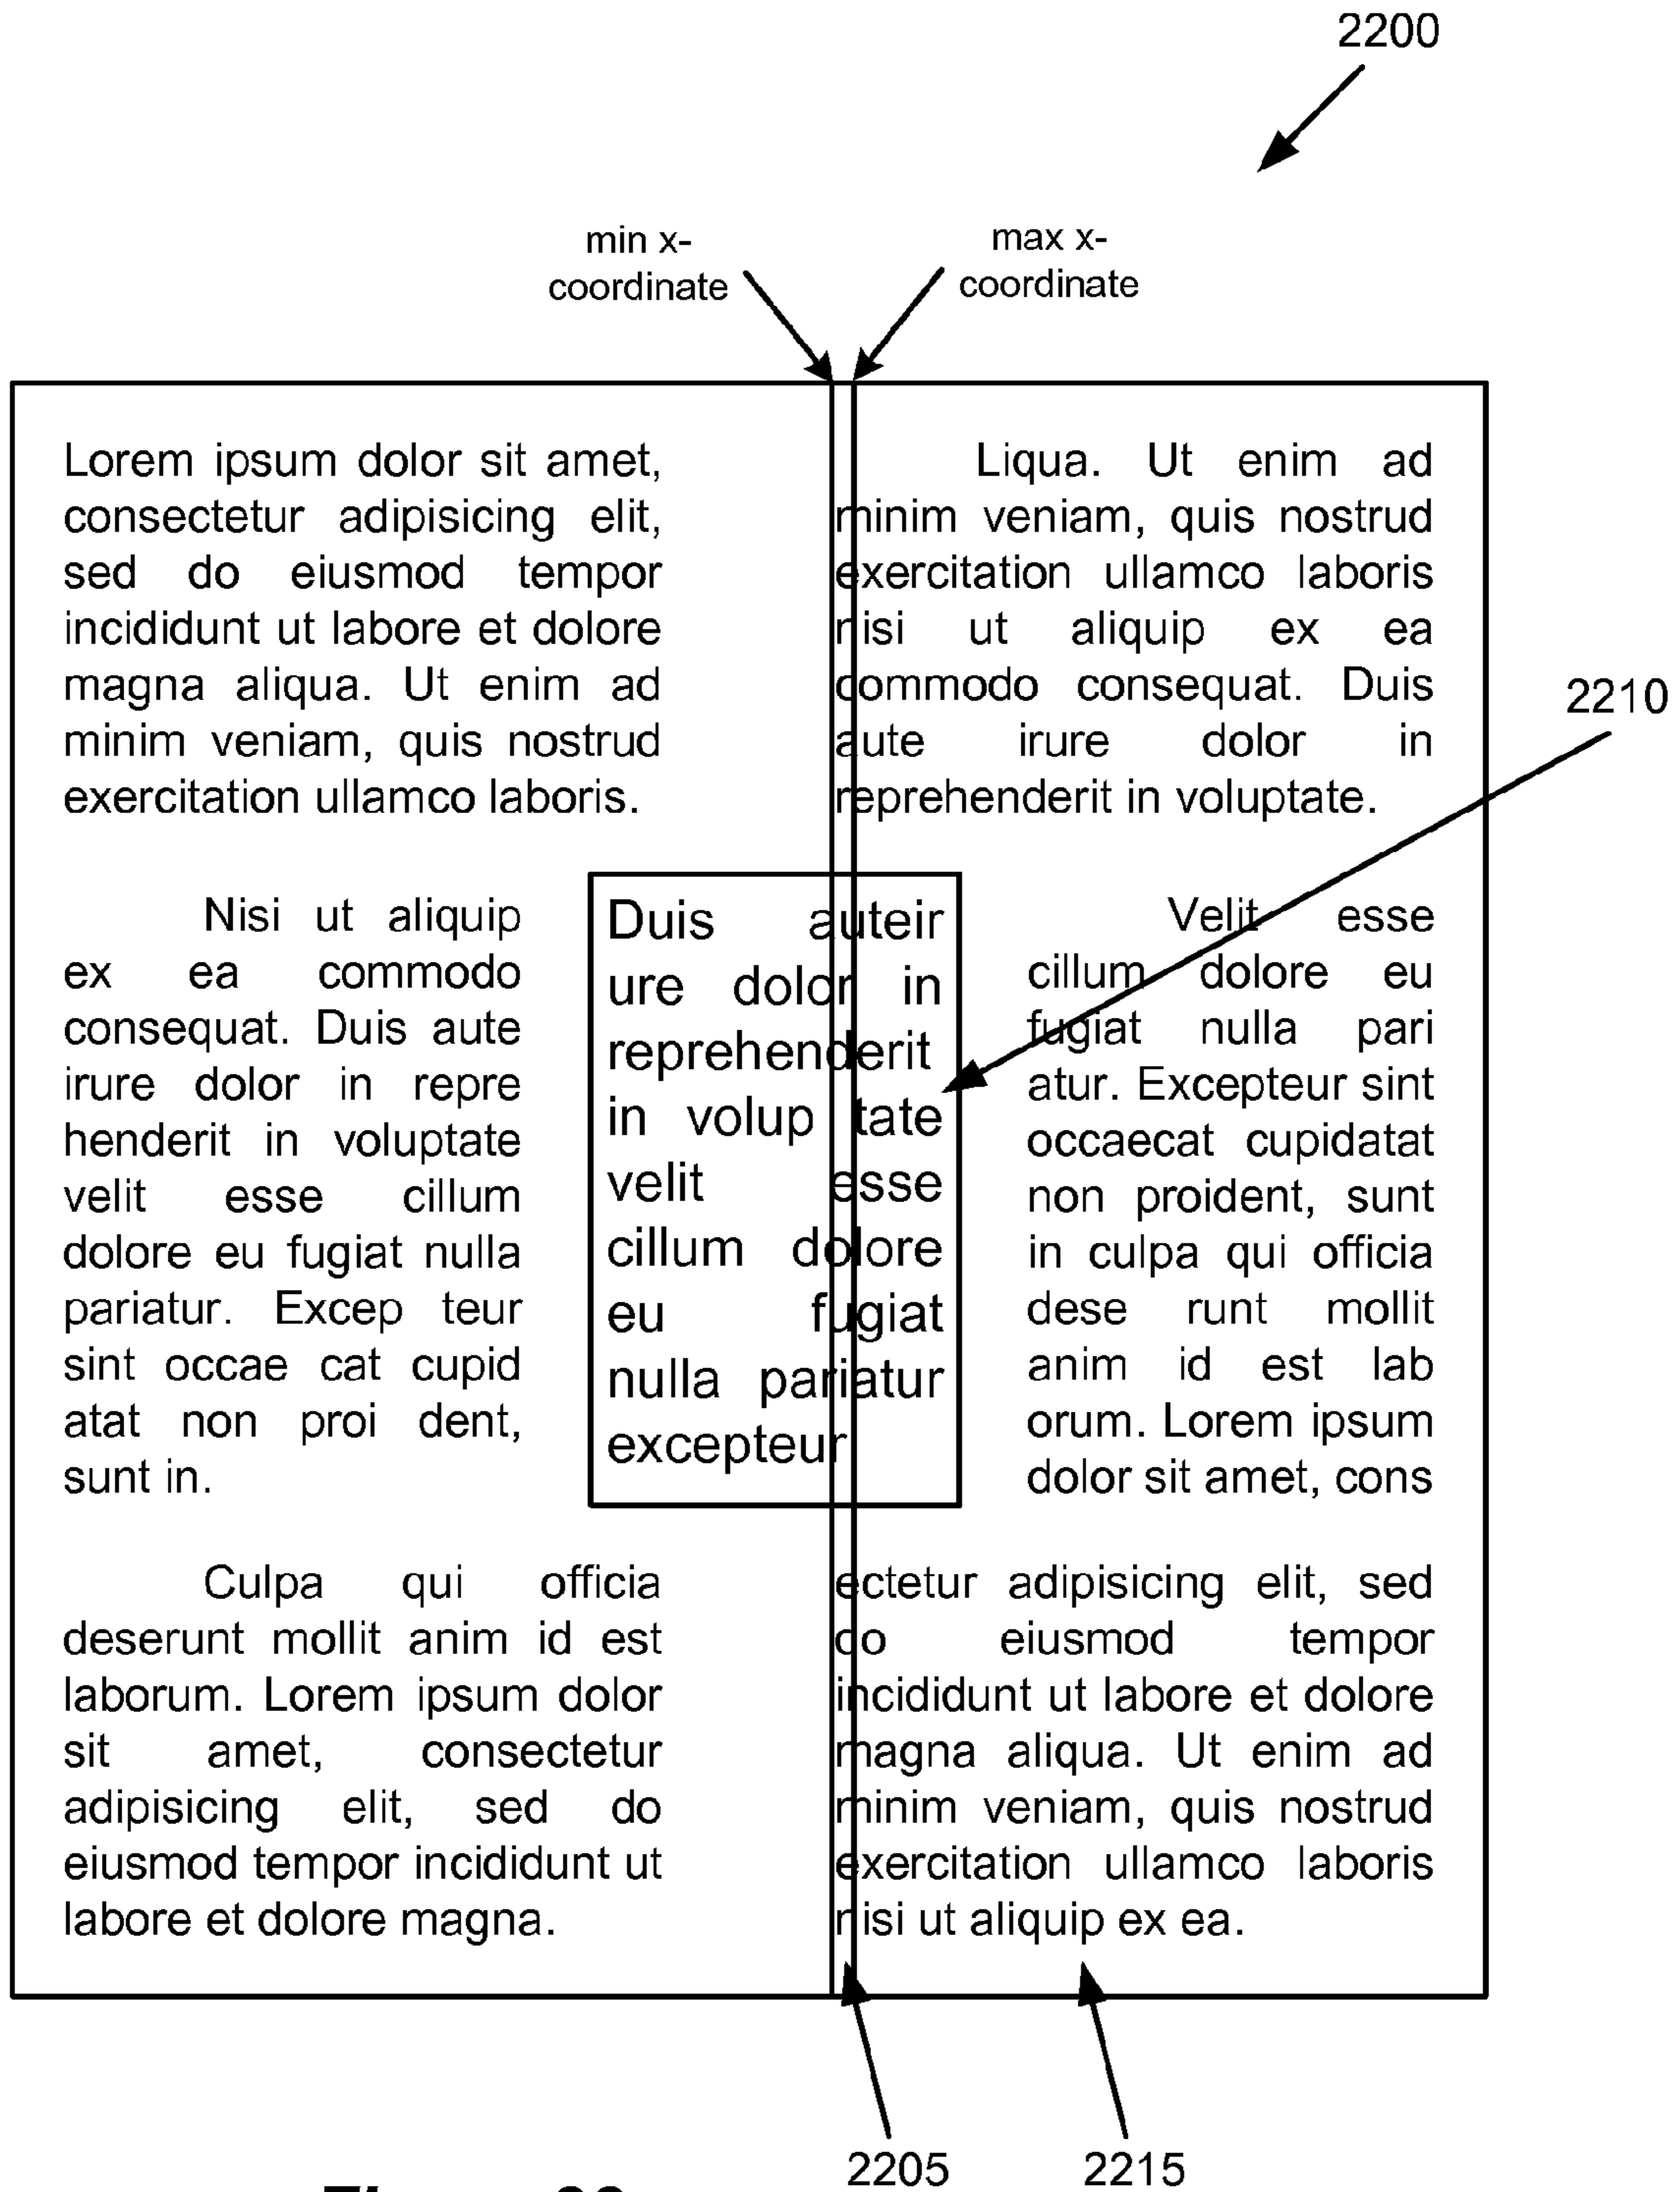 2200
min x-
coordinate
max x-
coordinate
Lorem ipsum dolor sit amet,
consectetur adipisicing elit,
sed do eiusmod tempor
incididunt ut labore et dolore
magna aliqua. Ut enim ad
minim veniam, quis nostrud
exercitation ullamco laboris.
Nisi ut aliquip
ex ea commodo
consequat. Duis aute
irure dolor in repre
henderit in voluptate
velit esse cillum
dolore eu fugiat nulla
pariatur. Excep teur
sint occae cat cupid
atat non proi dent,
sunt in.
Culpa qui officia
deserunt mollit anim id est
laborum. Lorem ipsum dolor
sit amet, consectetur
adipisicing elit, sed do
eiusmod tempor incididunt ut
labore et dolore magna.
Duis auteir
ure dolor in
reprehenderit
in volup tate
velit esse
cillum dolore
eu fugiat
nulla pariatur
excepteur
Liqua. Ut enim ad
minim veniam, quis nostrud
exercitation ullamco laboris
nisi ut aliquip ex ea
commodo consequat. Duis
aute irure dolor in
reprehenderit in voluptate.
Velit esse
cillum dolore eu
fugiat nulla pari
atur. Excepteur sint
occaecat cupidatat
non proident, sunt
in culpa qui officia
dese runt mollit
anim id est lab
orum. Lorem ipsum
dolor sit amet, cons
ectetur adipisicing elit, sed
do eiusmod tempor
incididunt ut labore et dolore
magna aliqua. Ut enim ad
minim veniam, quis nostrud
exercitation ullamco laboris
nisi ut aliquip ex ea.
2210
2205
2215